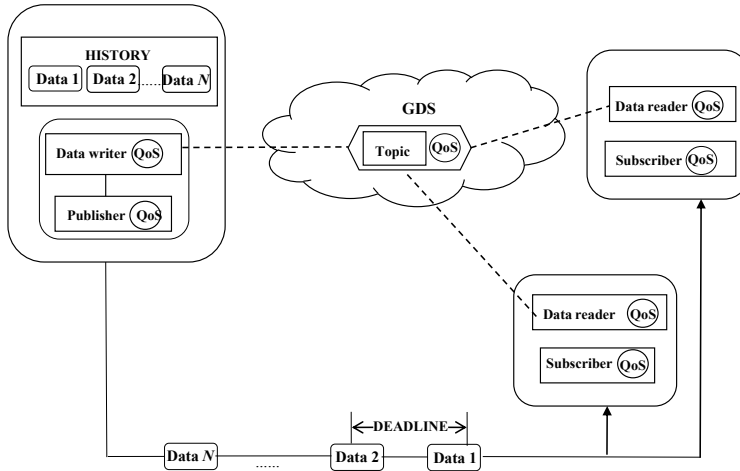 HISTORY
Data 1 Data 2 ...... Data N
Data writer QoS
Publisher QoS
GDS
Topic QoS
Data reader QoS
Subscriber QoS
Data reader QoS
Subscriber QoS
DEADLINE
Data N ...... Data 2 Data 1